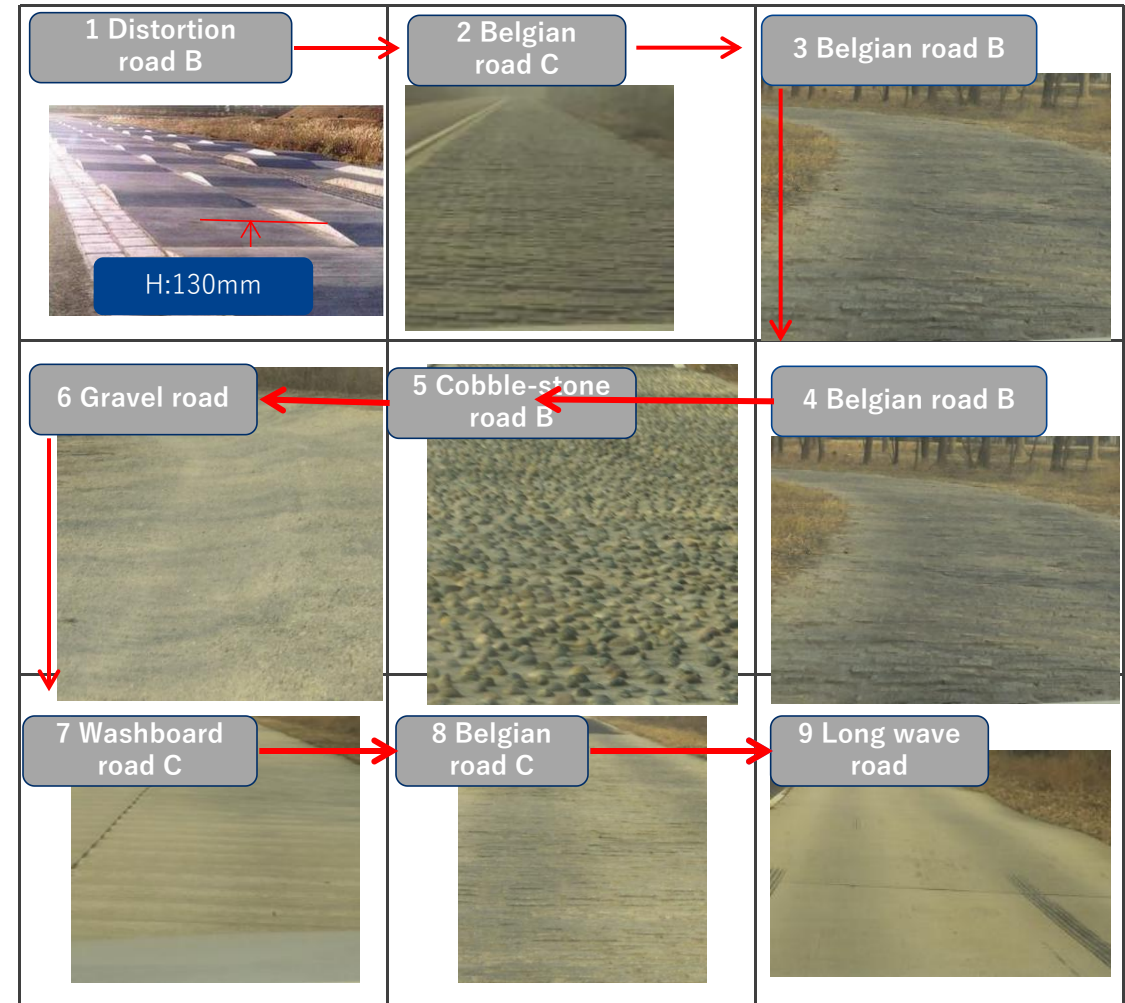 1 Distortion
road B
2 Belgian
road C
3 Belgian road B
H:130mm
6 Gravel road
5 Cobble-stone
road B
4 Belgian road B
7 Washboard
road C
8 Belgian
road C
9 Long wave
road